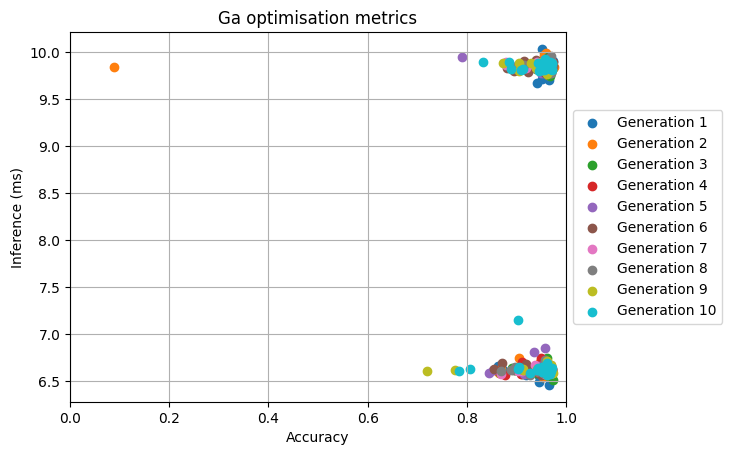 Ga optimisation metrics
10.0
9.5
9.0
8.5
8.0
7.5
7.0
6.5
Inference (ms)
0.0 0.2 0.4 0.6 0.8 1.0
Accuracy
Generation 1
Generation 2
Generation 3
Generation 4
Generation 5
Generation 6
Generation 7
Generation 8
Generation 9
Generation 10